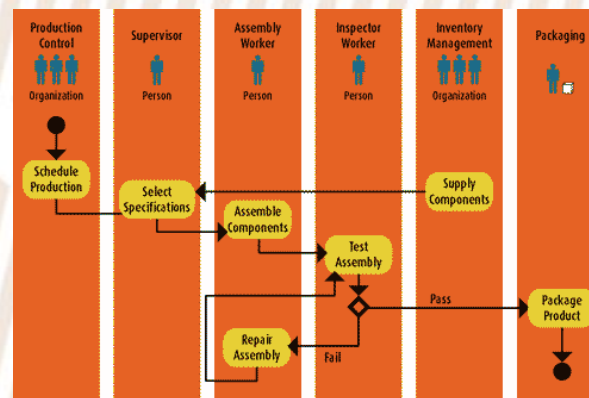 Production
Control
Organization
Supervisor
Person
Assembly
Worker
Person
Inspector
Worker
Person
Inventory
Management
Organization
Packaging
Schedule
Production
Select
Specifications
Supply
Components
Assemble
Components
Test
Assembly
Pass
Package
Product
Repair
Assembly
Fail